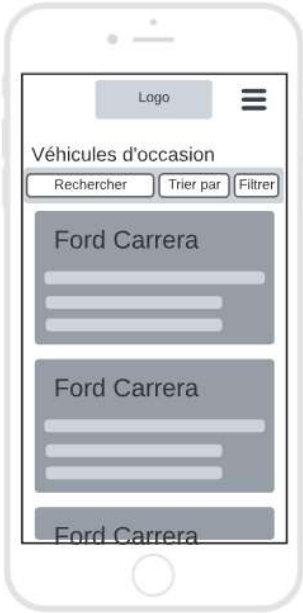 Logo
Véhicules d'occasion
Rechercher Trier par Filtrer
Ford Carrera
Ford Carrera
Ford Carrera